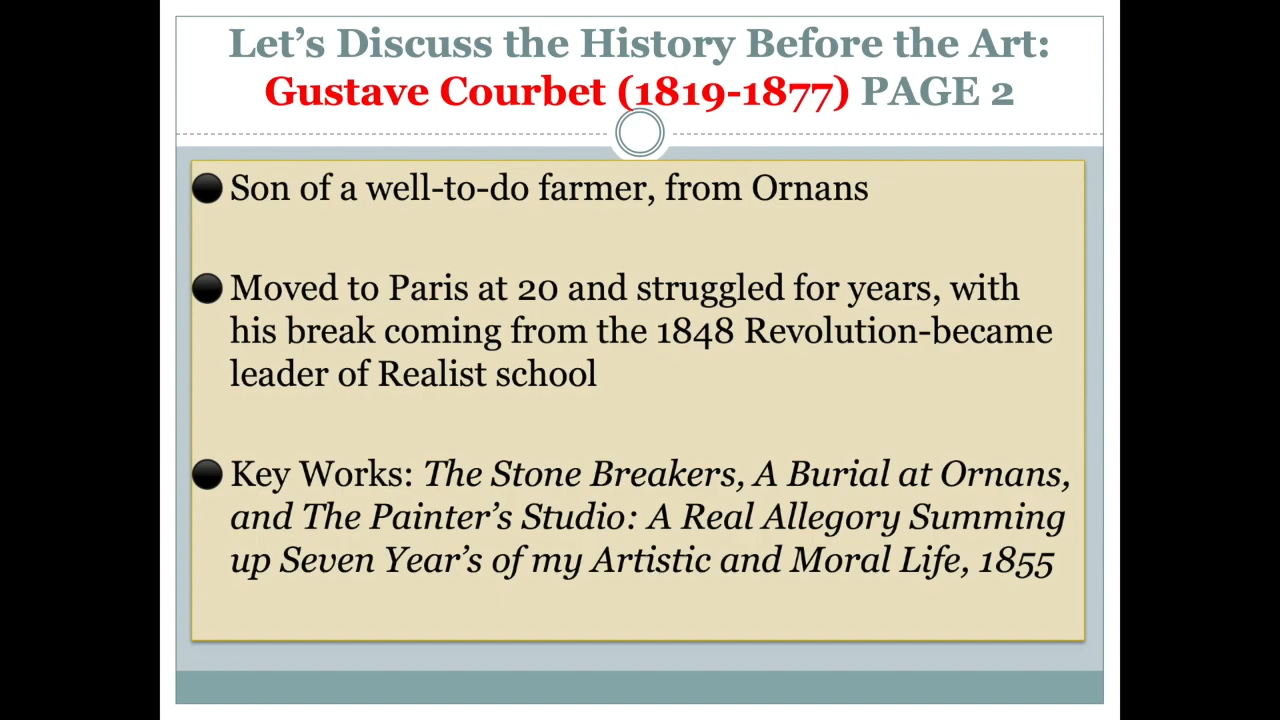 Let’s Discuss the History Before the Art:
Gustave Courbet (1819-1877) PAGE 2
Son of a well-to-do farmer, from Ornans
Moved to Paris at 20 and struggled for years, with
his break coming from the 1848 Revolution-became
leader of Realist school
Key Works: The Stone Breakers, A Burial at Ornans,
and The Painter’s Studio: A Real Allegory Summing
up Seven Year’s of my Artistic and Moral Life, 1855